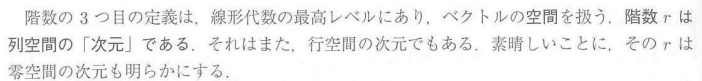 階数の 3 つ目の定義は，線形代数の最高レベルにあり，ベクトルの空間を扱う．階数 r は
列空間の「次元」である．それはまた，行空間の次元でもある．素晴しいことに，その r は
零空間の次元も明らかにする．